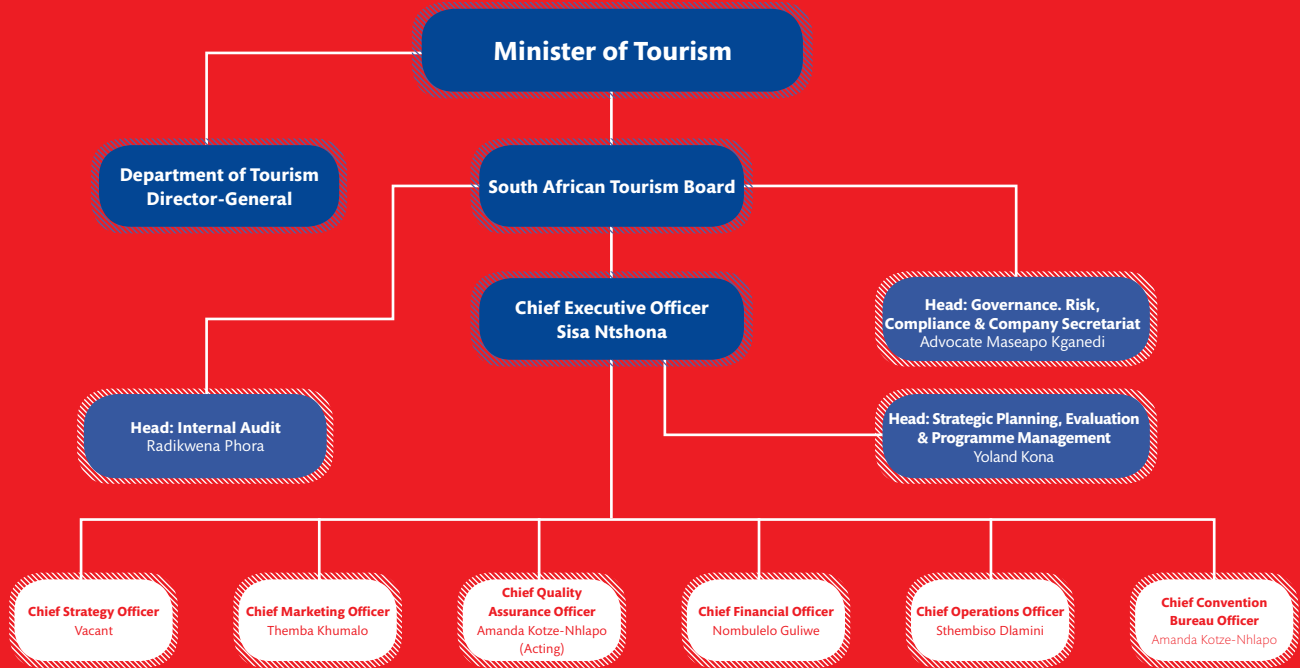 Minister of Tourism
Department of Tourism
Director-General
South African Tourism Board
Chief Executive Officer
Sisa Ntshona
Head: Governance. Risk,
Compliance & Company Secretariat
Advocate Maseapo Kganedi
Head: Internal Audit
Radikwena Phora
Head: Strategic Planning, Evaluation
& Programme Management
Yoland Kona
Chief Strategy Officer
Vacant
Chief Marketing Officer
Themba Khumalo
Chief Quality
Assurance Officer
Amanda Kotze-Nhlapo
(Acting)
Chief Financial Officer
Nombulelo Guliwe
Chief Operations Officer
Sthembiso Dlamini
Chief Convention
Bureau Officer
Amanda Kotze-Nhlapo